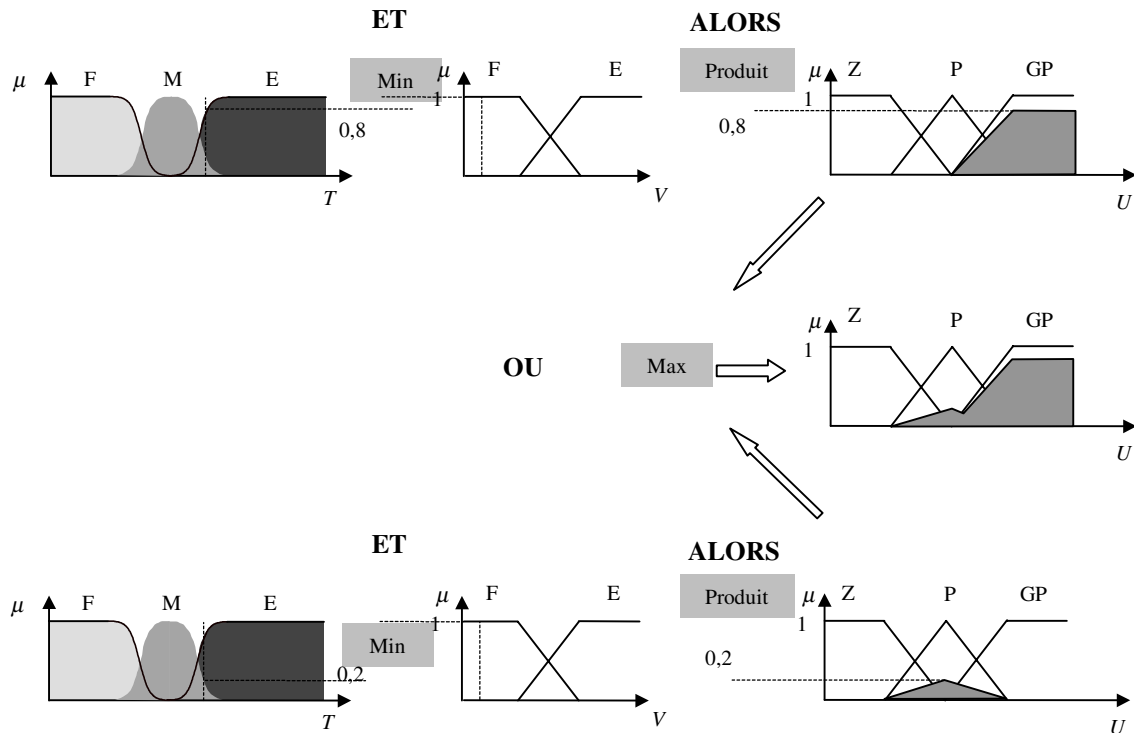 ET
ALORS
μ
F
M
E
Min
μ
1
F
E
Produit
μ
1
Z
P
GP
0,8
0,8
T
V
U
OU
Max
μ
1
Z
P
GP
U
ET
ALORS
μ
F
M
E
Min
μ
1
F
E
Produit
μ
1
Z
P
GP
0,2
0,2
T
V
U